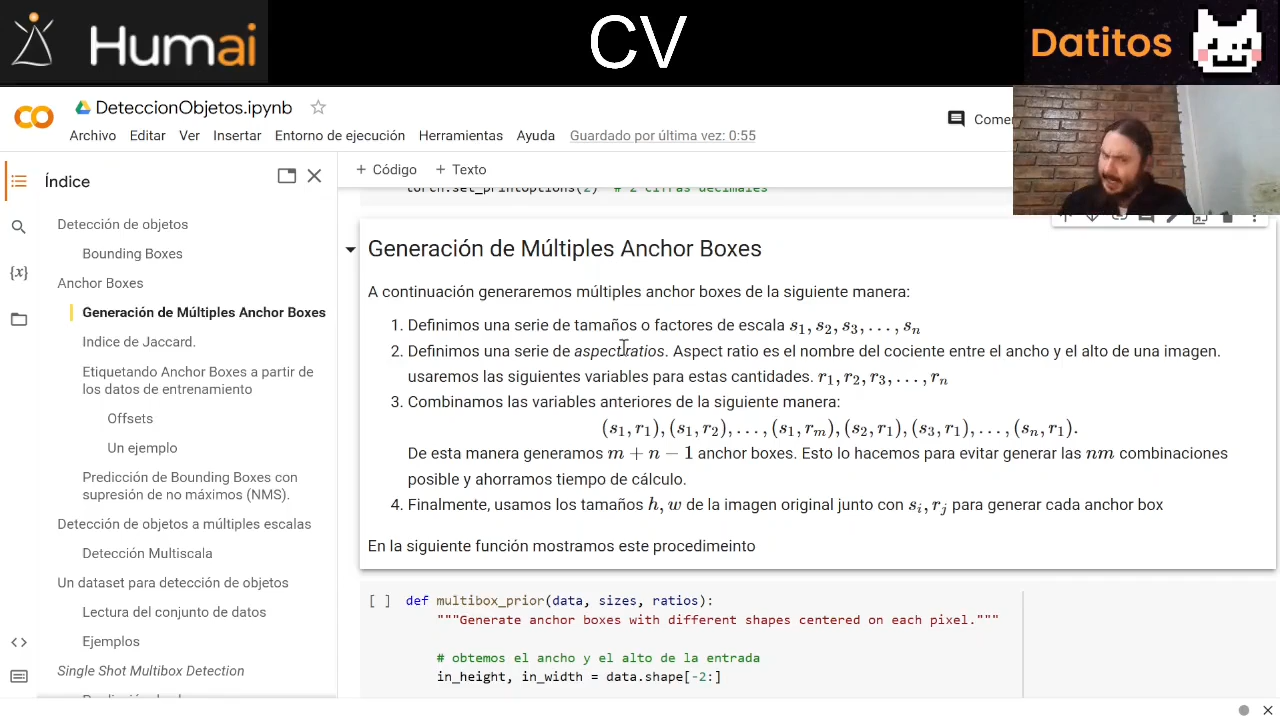 Humai
CV
Datitos
DeteccionObjetos.ipynb
Archivo Editar Ver Insertar Entorno de ejecución Herramientas Ayuda Guardado por última vez: 0:55
Comen
Índice
+ Código + Texto
torch.set_printoptions(2) # 2 cifras decimales
Detección de objetos
Bounding Boxes
Anchor Boxes
Generación de Múltiples Anchor Boxes
Indice de Jaccard.
Etiquetando Anchor Boxes a partir de
los datos de entrenamiento
Offsets
Un ejemplo
Predicción de Bounding Boxes con
supresión de no máximos (NMS).
Detección de objetos a múltiples escalas
Detección Multiscala
Un dataset para detección de objetos
Lectura del conjunto de datos
Ejemplos
Single Shot Multibox Detection
Generación de Múltiples Anchor Boxes
A continuación generaremos múltiples anchor boxes de la siguiente manera:
1. Definimos una serie de tamaños o factores de escala s₁, s₂, s₃, . . . , sₙ
2. Definimos una serie de aspect ratios. Aspect ratio es el nombre del cociente entre el ancho y el alto de una imagen.
usaremos las siguientes variables para estas cantidades. r₁, r₂, r₃, . . . , rₙ
3. Combinamos las variables anteriores de la siguiente manera:
(s₁, r₁), (s₁, r₂), . . . , (s₁, rₘ), (s₂, r₁), (s₃, r₁), . . . , (sₙ, r₁).
De esta manera generamos m + n − 1 anchor boxes. Esto lo hacemos para evitar generar las nm combinaciones
posible y ahorramos tiempo de cálculo.
4. Finalmente, usamos los tamaños h, w de la imagen original junto con sᵢ, rⱼ para generar cada anchor box
En la siguiente función mostramos este procedimeinto
[ ] def multibox_prior(data, sizes, ratios):
"""Generate anchor boxes with different shapes centered on each pixel."""
# obtemos el ancho y el alto de la entrada
in_height, in_width = data.shape[-2:]